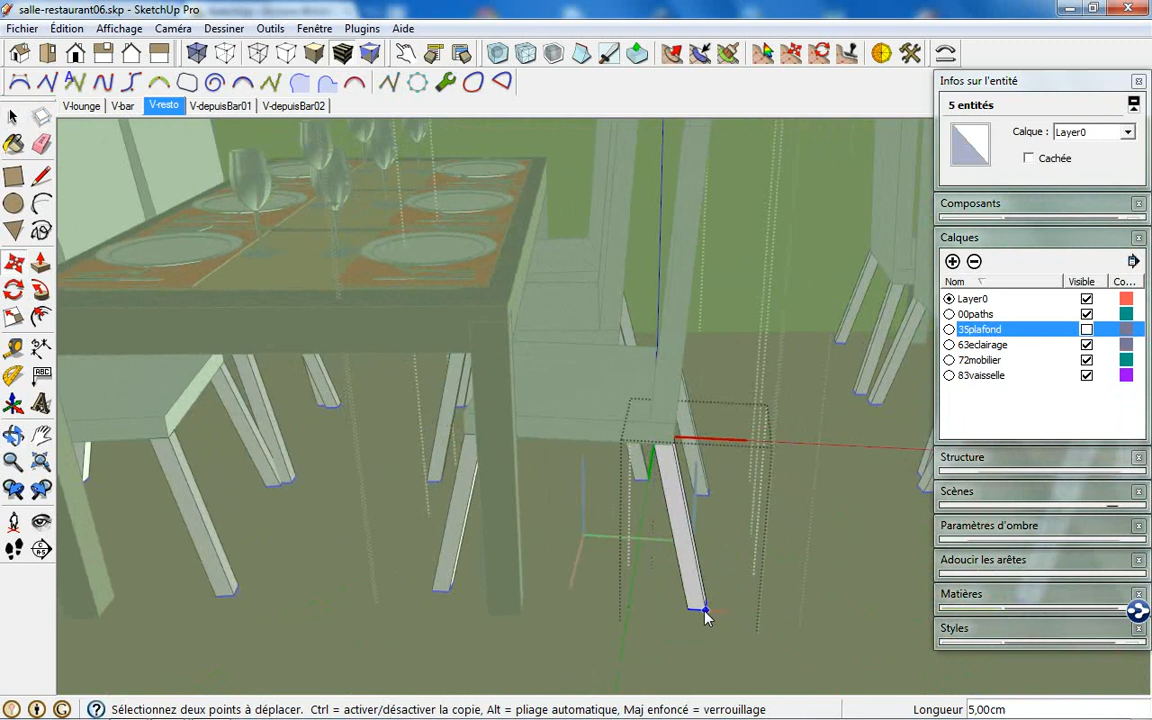 salle-restaurant06.skp - SketchUp Pro
Fichier Édition Affichage Caméra Dessiner Outils Fenêtre Plugins Aide
V-lounge V-bar V-resto V-depuisBar01 V-depuisBar02
Infos sur l'entité
5 entités
Calque : Layer0
Cachée
Composants
Calques
Nom Visible Co...
Layer0
00paths
35plafond
63eclairage
72mobilier
83vaisselle
Structure
Scènes
Paramètres d'ombre
Adoucir les arêtes
Matières
Styles
Sélectionnez deux points à déplacer. Ctrl = activer/désactiver la copie, Alt = pliage automatique, Maj enfoncé = verrouillage
Longueur 5,00cm